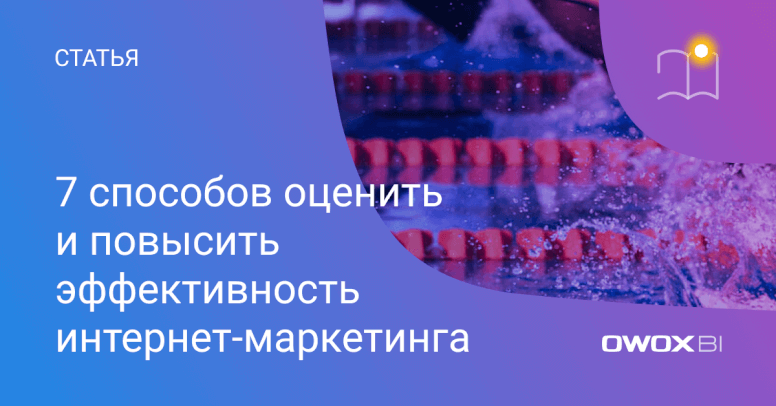 СТАТЬЯ
7 способов оценить
и повысить
эффективность
интернет-маркетинга
OWOX BI